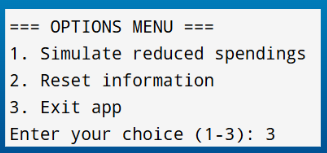 === OPTIONS MENU ===
1. Simulate reduced spendings
2. Reset information
3. Exit app
Enter your choice (1-3): 3